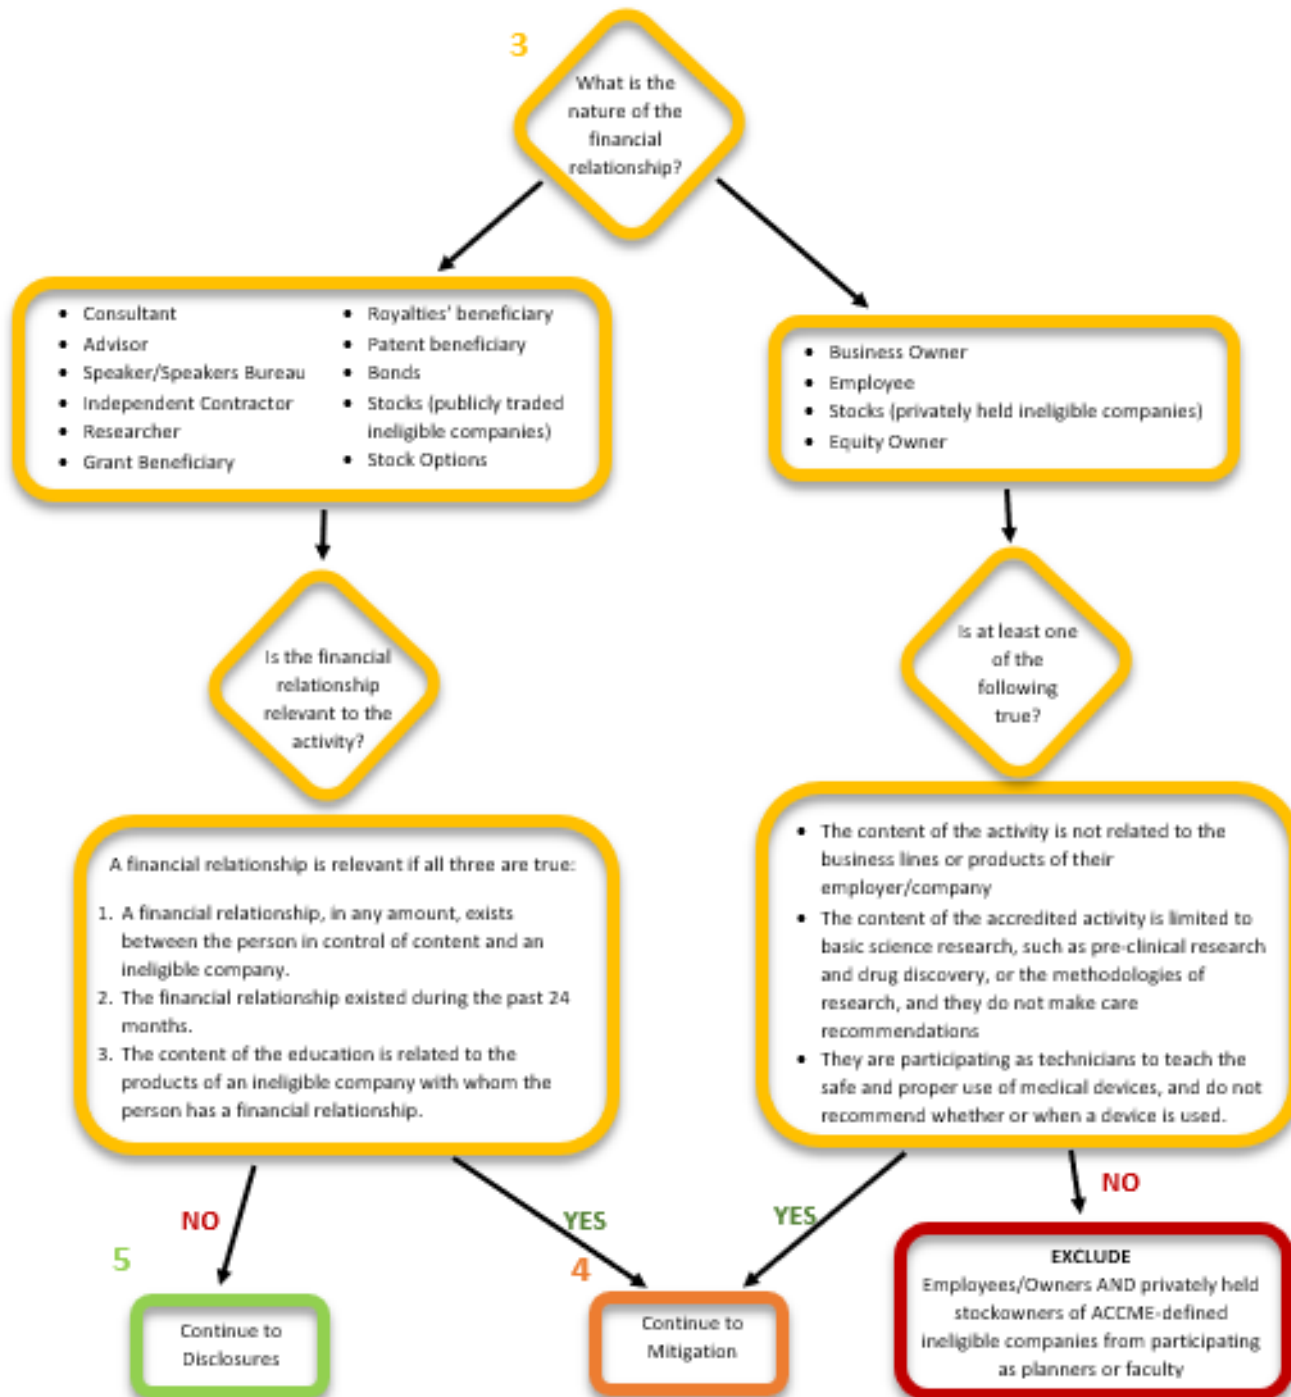 3
What is the
nature of the
financial
relationship?
• Consultant
• Advisor
• Speaker/Speakers Bureau
• Independent Contractor
• Researcher
• Grant Beneficiary
• Royalties' beneficiary
• Patent beneficiary
• Bonds
• Stocks (publicly traded
ineligible companies)
• Stock Options
• Business Owner
• Employee
• Stocks (privately held ineligible companies)
• Equity Owner
Is the financial
relationship
relevant to the
activity?
Is at least one
of the
following
true?
A financial relationship is relevant if all three are true:
1. A financial relationship, in any amount, exists
between the person in control of content and an
ineligible company.
2. The financial relationship existed during the past 24
months.
3. The content of the education is related to the
products of an ineligible company with whom the
person has a financial relationship.
• The content of the activity is not related to the
business lines or products of their
employer/company
• The content of the accredited activity is limited to
basic science research, such as pre-clinical research
and drug discovery, or the methodologies of
research, and they do not make care
recommendations
• They are participating as technicians to teach the
safe and proper use of medical devices, and do not
recommend whether or when a device is used.
NO
YES
YES
NO
5
Continue to
Disclosures
4
Continue to
Mitigation
EXCLUDE
Employees/Owners AND privately held
stockowners of ACCME-defined
ineligible companies from participating
as planners or faculty